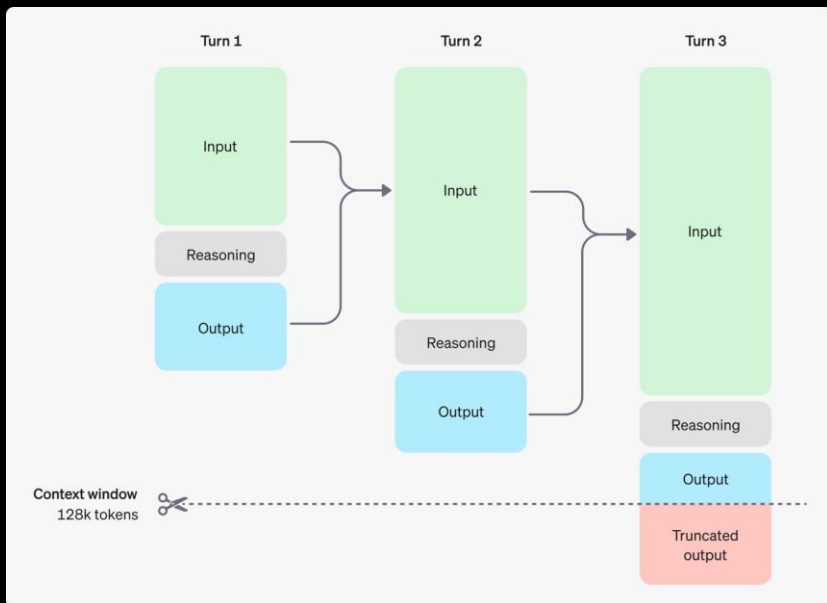 Turn 1
Turn 2
Turn 3
Input
Input
Input
Reasoning
Output
Reasoning
Output
Reasoning
Output
Context window
128k tokens
Truncated
output